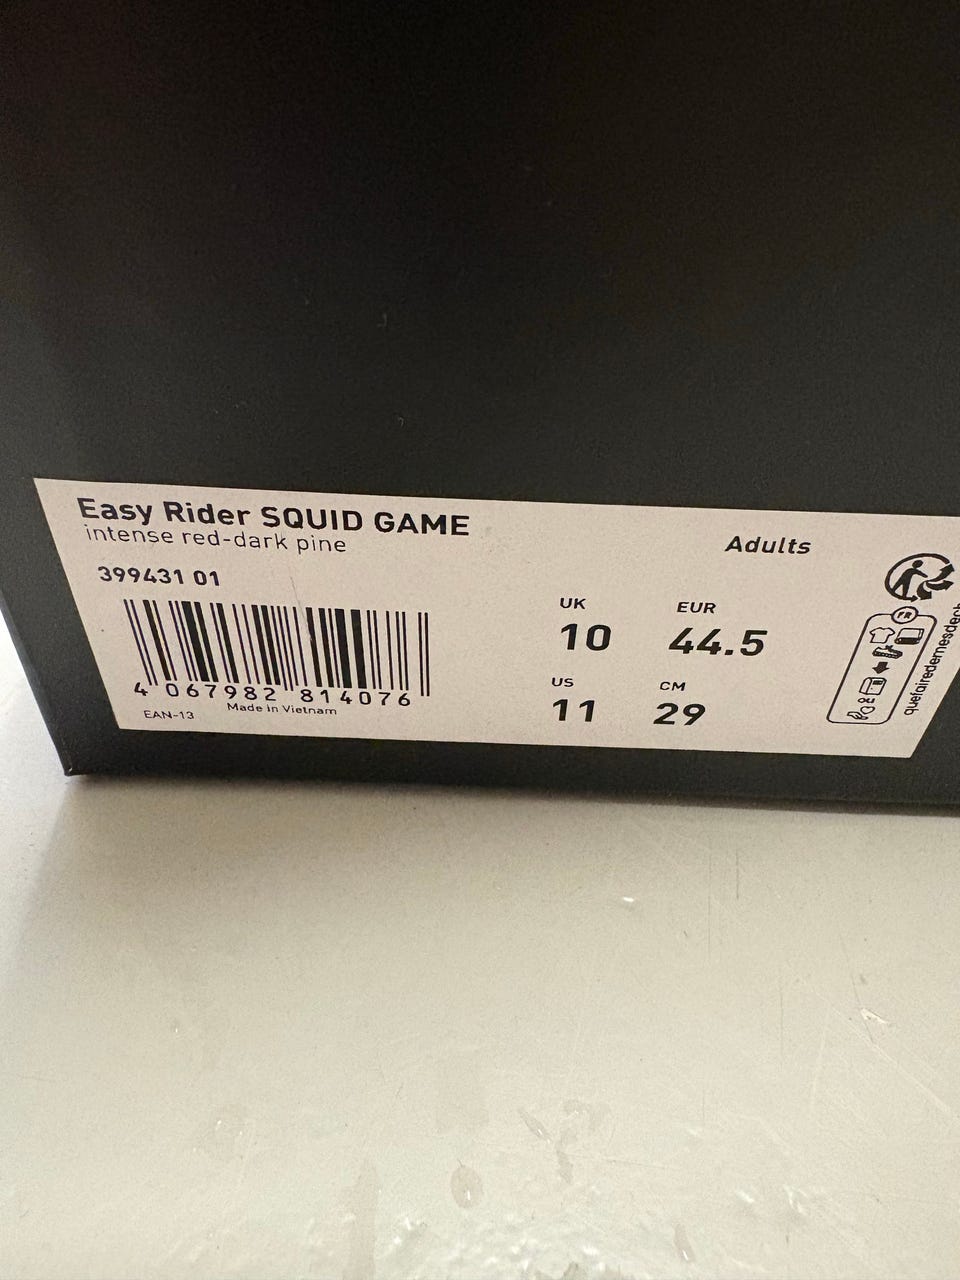 Easy Rider SQUID GAME
intense red-dark pine
Adults
399431 01
UK
10
EUR
44.5
US
11
CM
29
4 067982 814076
Made in Vietnam
EAN-13
FR